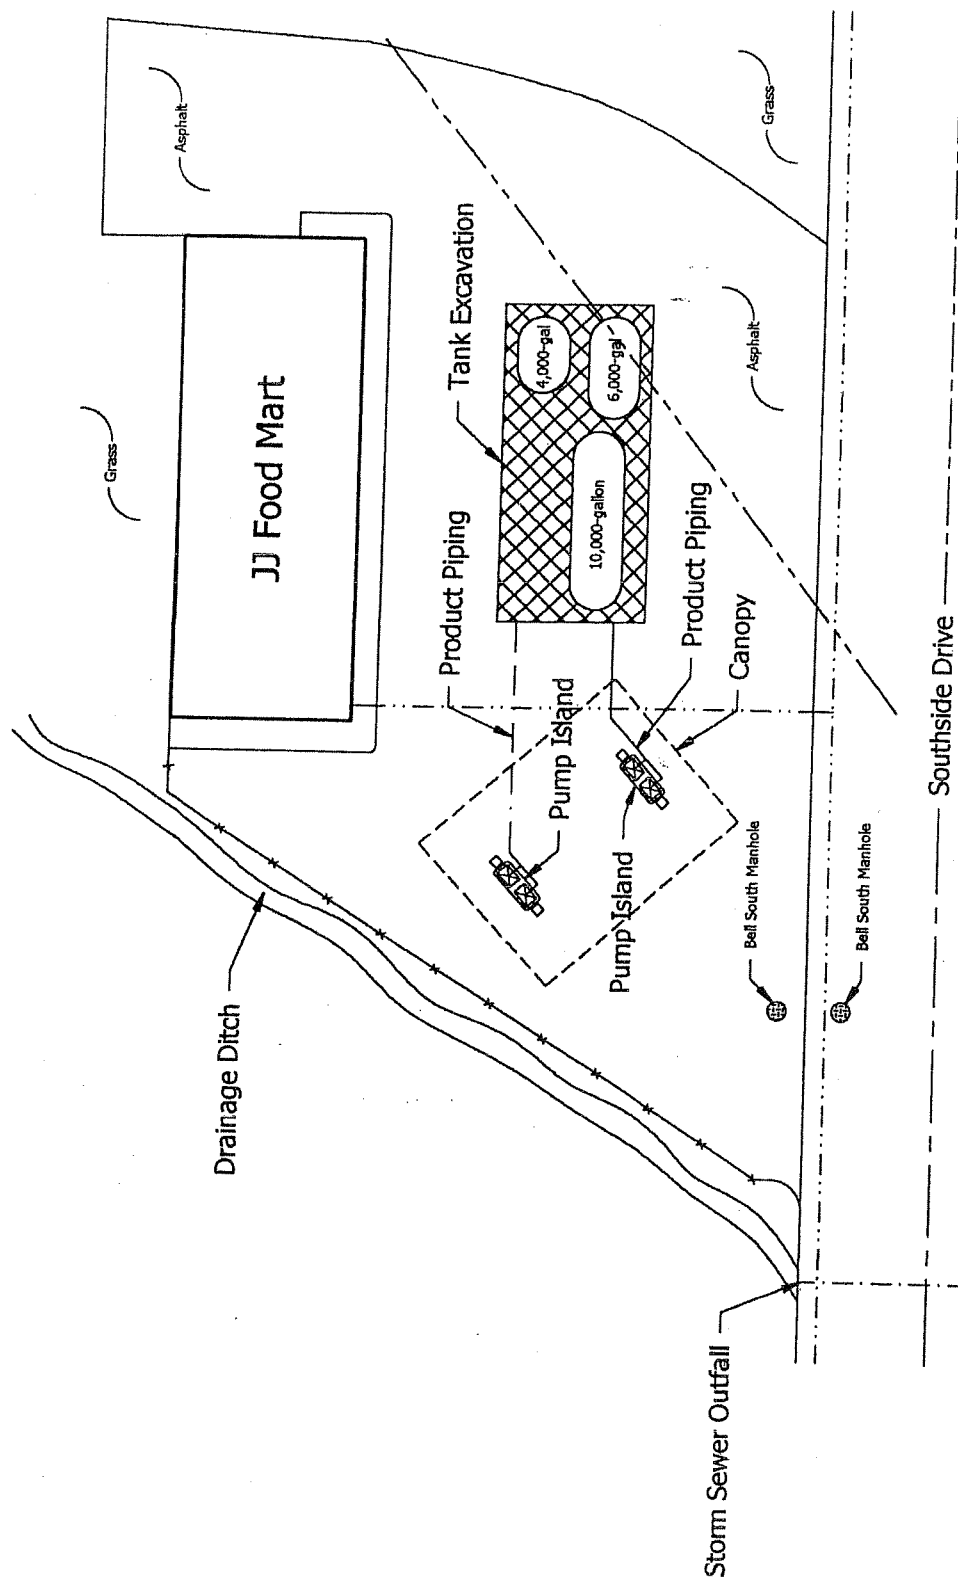 Asphalt
Grass
Grass
JJ Food Mart
Tank Excavation
4,000-gal
6,000-gal
10,000-gallon
Asphalt
Product Piping
Product Piping
Canopy
Pump Island
Pump Island
Drainage Ditch
Bell South Manhole
Bell South Manhole
Southside Drive
Storm Sewer Outfall